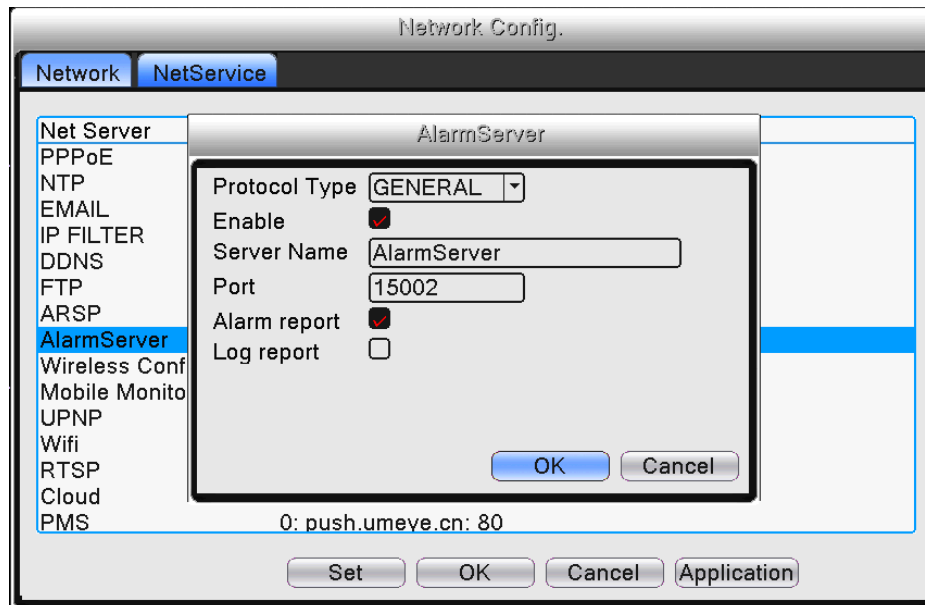 Network Config.
Network NetService
Net Server
PPPoE
NTP
EMAIL
IP FILTER
DDNS
FTP
ARSP
AlarmServer
Wireless Conf
Mobile Monito
UPNP
Wifi
RTSP
Cloud
PMS 0: push.umeye.cn: 80
AlarmServer
Protocol Type GENERAL
Enable
Server Name AlarmServer
Port 15002
Alarm report
Log report
OK Cancel
Set OK Cancel Application